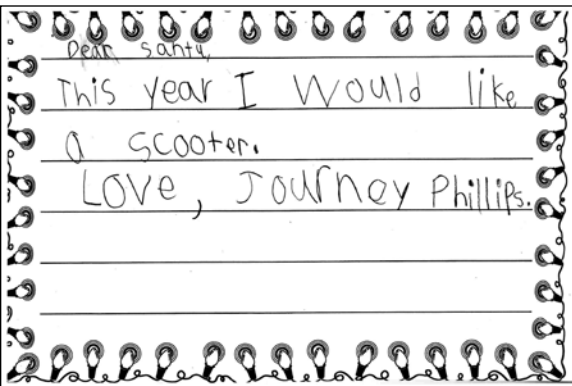 Dear Santa,
This year I would like
a scooter.
Love, Journey Phillips.